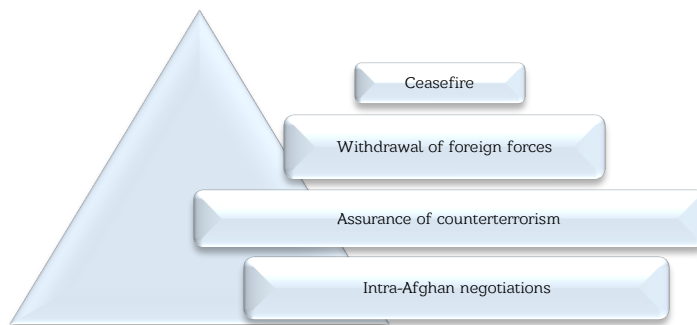 Ceasefire
Withdrawal of foreign forces
Assurance of counterterrorism
Intra-Afghan negotiations